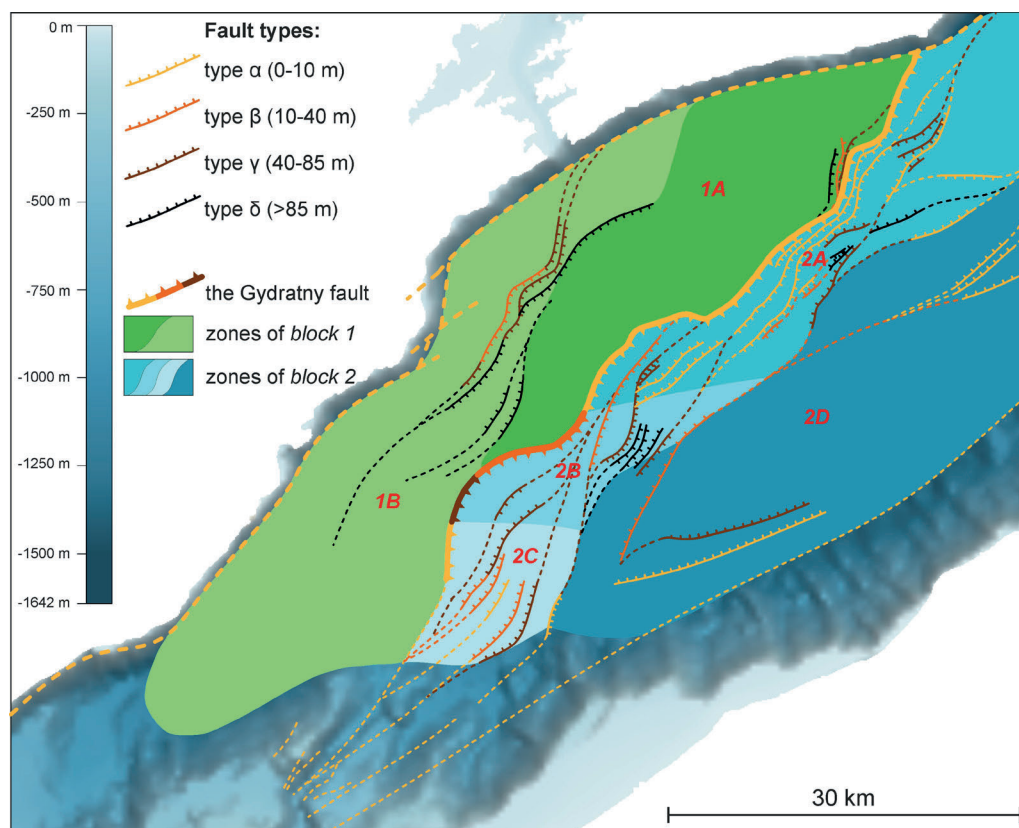 0 m
-250 m
-500 m
-750 m
-1000 m
-1250 m
-1500 m
-1642 m
Fault types:
type α (0-10 m)
type β (10-40 m)
type γ (40-85 m)
type δ (>85 m)
the Gydratny fault
zones of block 1
zones of block 2
1A
2A
2D
2B
1B
2C
30 km